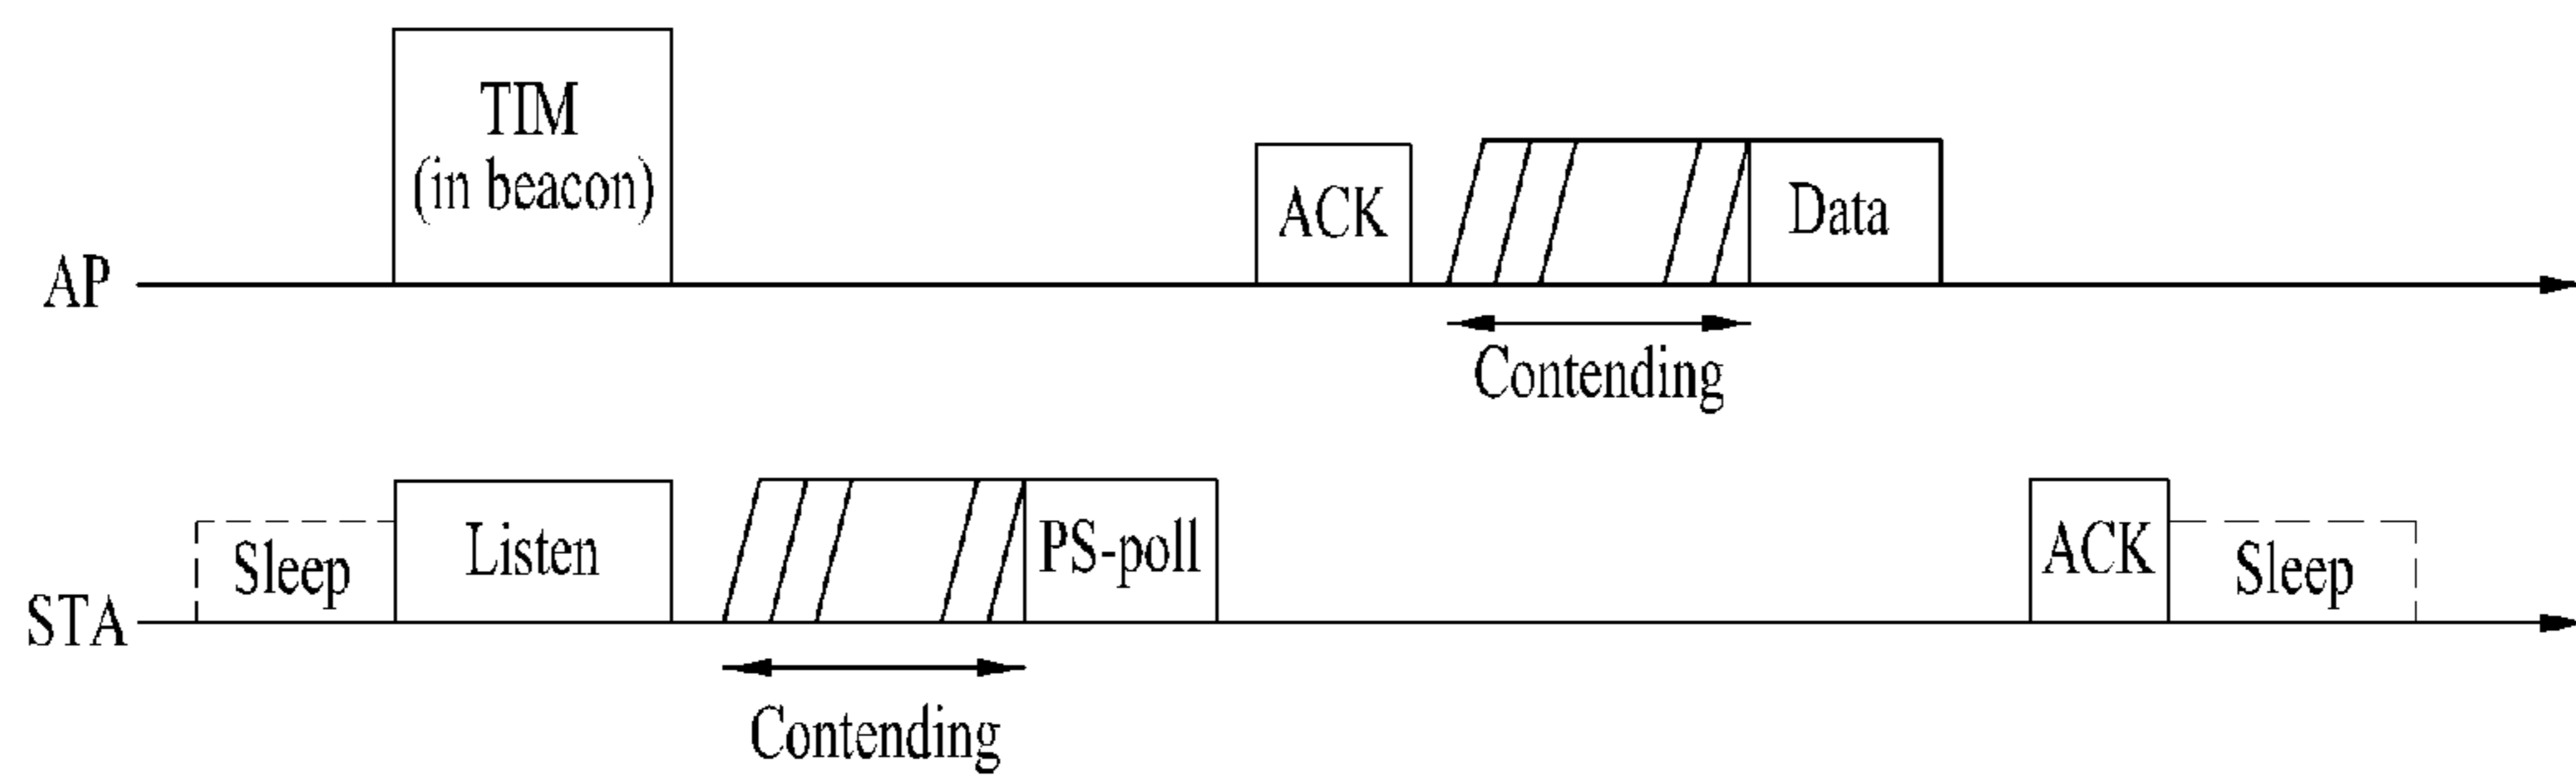 TIM
(in beacon)
ACK
Data
AP
Contending
Sleep
Listen
PS-poll
ACK
Sleep
STA
Contending